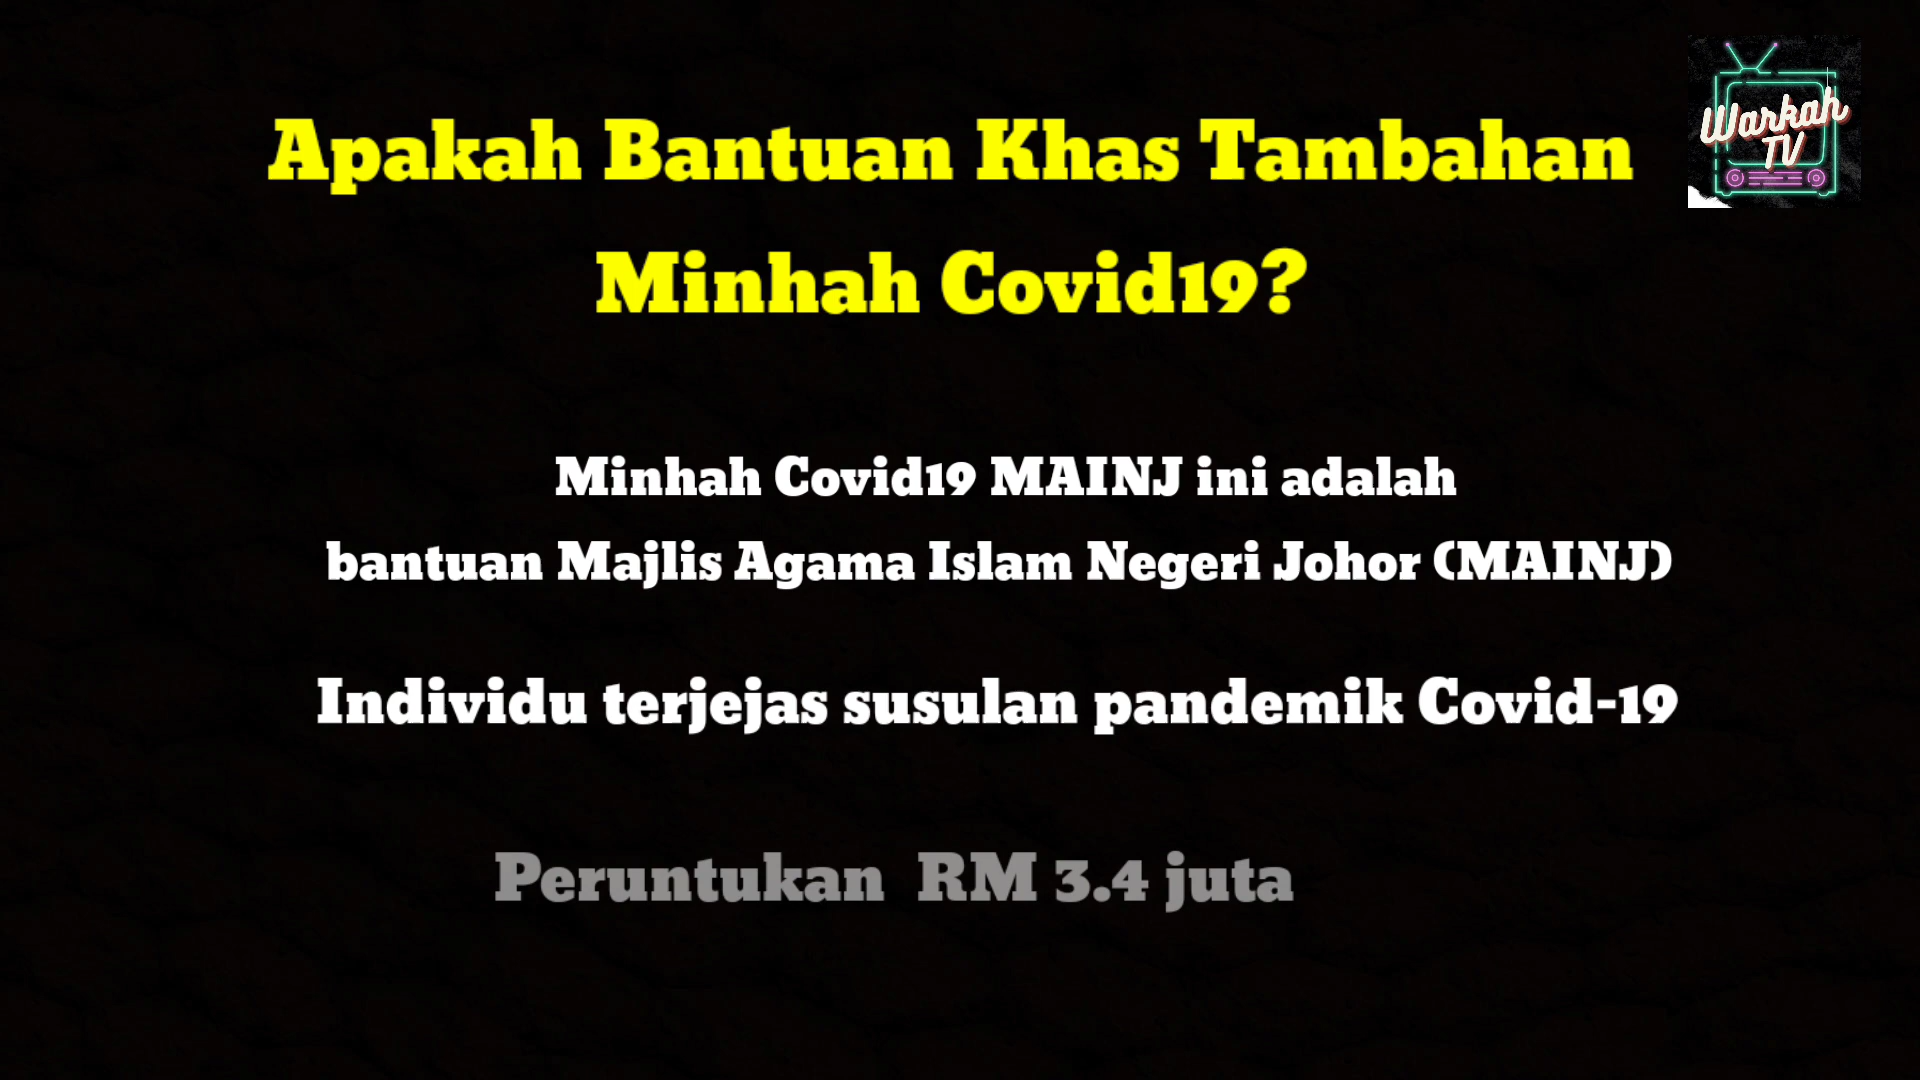 Apakah Bantuan Khas Tambahan
Minhah Covid19?
Warkah
TV
Minhah Covid19 MAINJ ini adalah
bantuan Majlis Agama Islam Negeri Johor (MAINJ)
Individu terjejas susulan pandemik Covid-19
Peruntukan RM 3.4 juta